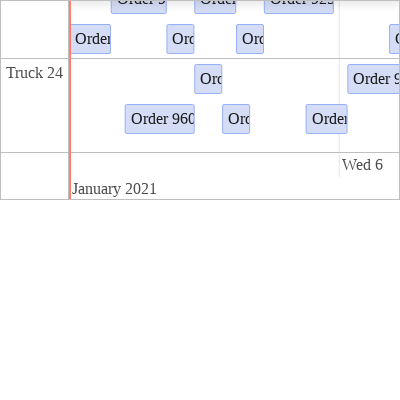 Order 9 Order Order 923
Order Orc Orc
Truck 24 Orc Order 9
Order 960 Orc Order
Wed 6
January 2021